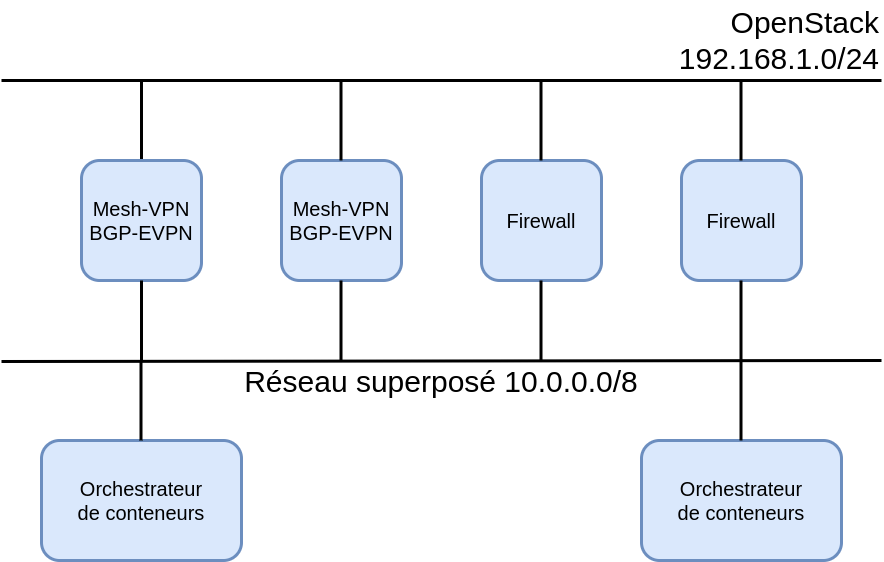 OpenStack
192.168.1.0/24
Mesh-VPN
BGP-EVPN
Mesh-VPN
BGP-EVPN
Firewall
Firewall
Réseau superposé 10.0.0.0/8
Orchestrateur
de conteneurs
Orchestrateur
de conteneurs